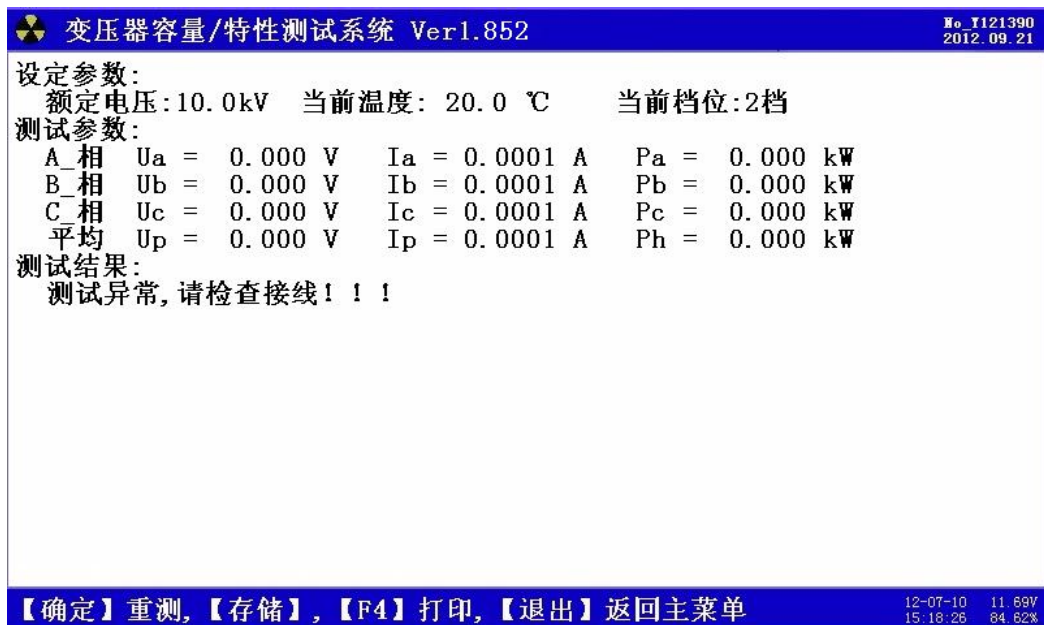 变压器容量/特性测试系统 Ver1.852
No_T121390
2012.09.21
设定参数:
额定电压:10.0kV 当前温度: 20.0 ℃ 当前档位:2档
测试参数:
A_相 Ua = 0.000 V Ia = 0.0001 A Pa = 0.000 kW
B_相 Ub = 0.000 V Ib = 0.0001 A Pb = 0.000 kW
C_相 Uc = 0.000 V Ic = 0.0001 A Pc = 0.000 kW
平均 Up = 0.000 V Ip = 0.0001 A Ph = 0.000 kW
测试结果:
测试异常,请检查接线!!!
【确定】重测,【存储】,【F4】打印,【退出】返回主菜单
12-07-10 11.69V
15:18:26 84.62%